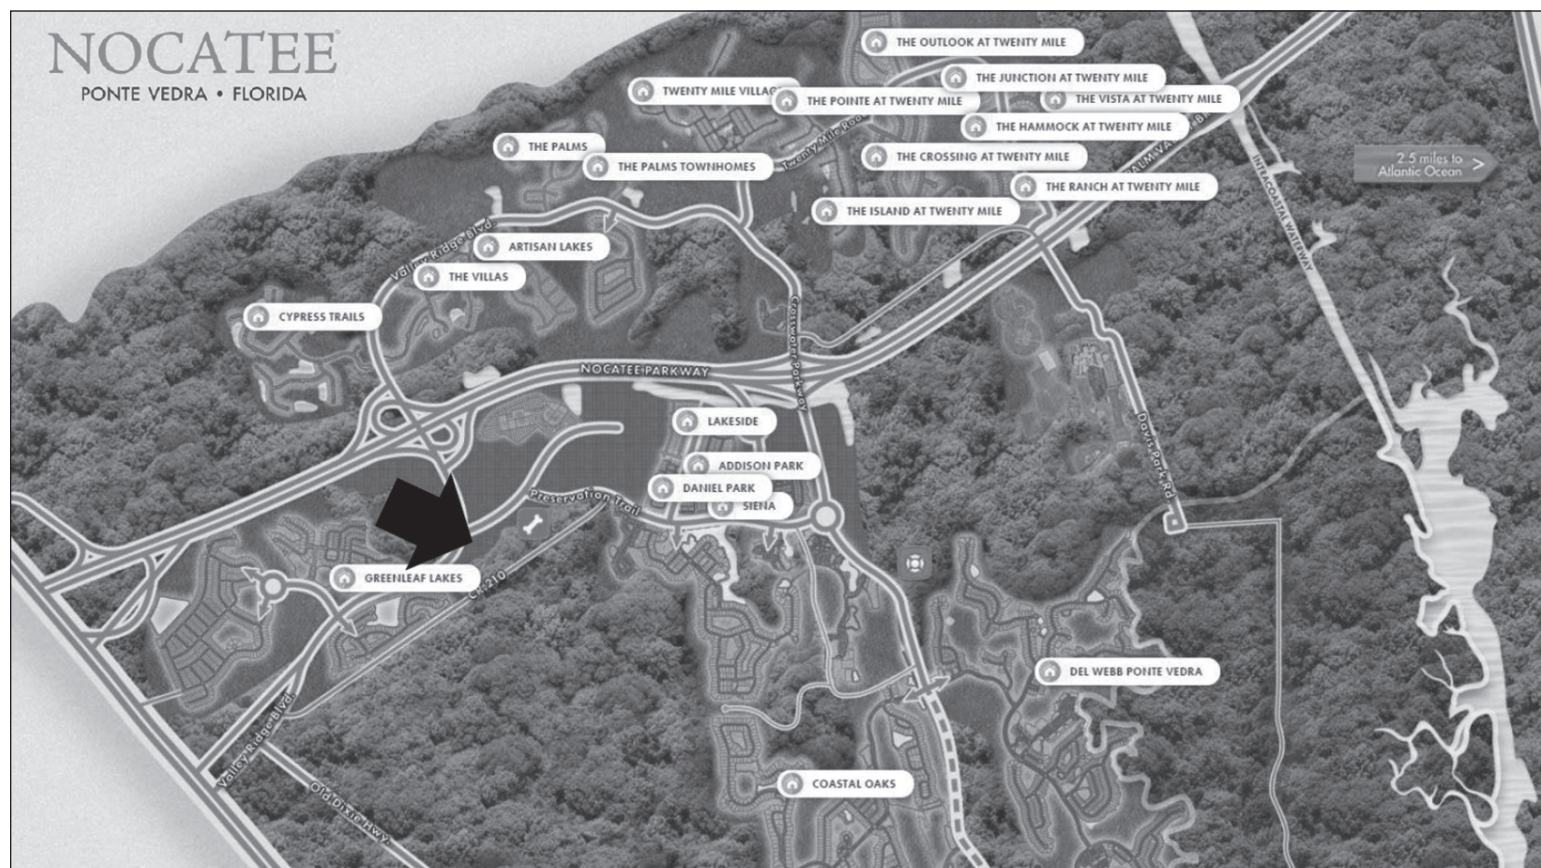 NOCATEE®
PONTE VEDRA • FLORIDA
THE OUTLOOK AT TWENTY MILE
THE JUNCTION AT TWENTY MILE
TWENTY MILE VILLAG
THE POINTE AT TWENTY MILE
THE VISTA AT TWENTY MILE
THE HAMMOCK AT TWENTY MILE
Twenty Mile Road
THE PALMS
THE PALMS TOWNHOMES
THE CROSSING AT TWENTY MILE
2.5 miles to
Atlantic Ocean >
THE RANCH AT TWENTY MILE
THE ISLAND AT TWENTY MILE
INTRACOASTAL WATERWAY
Valley Ridge Blvd.
ARTISAN LAKES
THE VILLAS
CYPRESS TRAILS
Crosswater Parkway
NOCATEE PARKWAY
LAKESIDE
ADDISON PARK
DANIEL PARK
SIENA
Davis Park Rd
Preservation Trail
GREENLEAF LAKES
CR-210
DEL WEBB PONTE VEDRA
Valley Ridge Blvd.
Old Dixie Hwy.
COASTAL OAKS